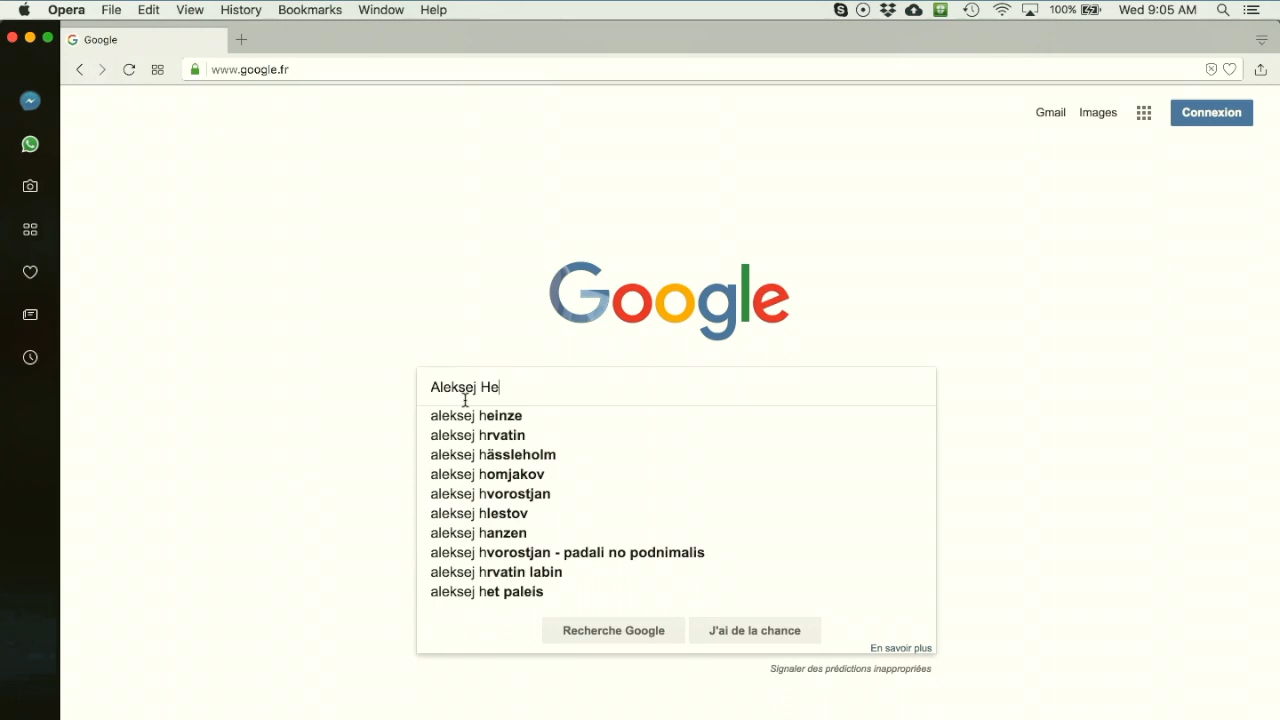 Opera File Edit View History Bookmarks Window Help 100% Wed 9:05 AM
Google
www.google.fr
Gmail Images Connexion
Google
Aleksej He
aleksej heinze
aleksej hrvatin
aleksej hässleholm
aleksej homjakov
aleksej hvorostjan
aleksej hlestov
aleksej hanzen
aleksej hvorostjan - padali no podnimalis
aleksej hrvatin labin
aleksej het paleis
Recherche Google J'ai de la chance
En savoir plus
Signaler des prédictions inappropriées